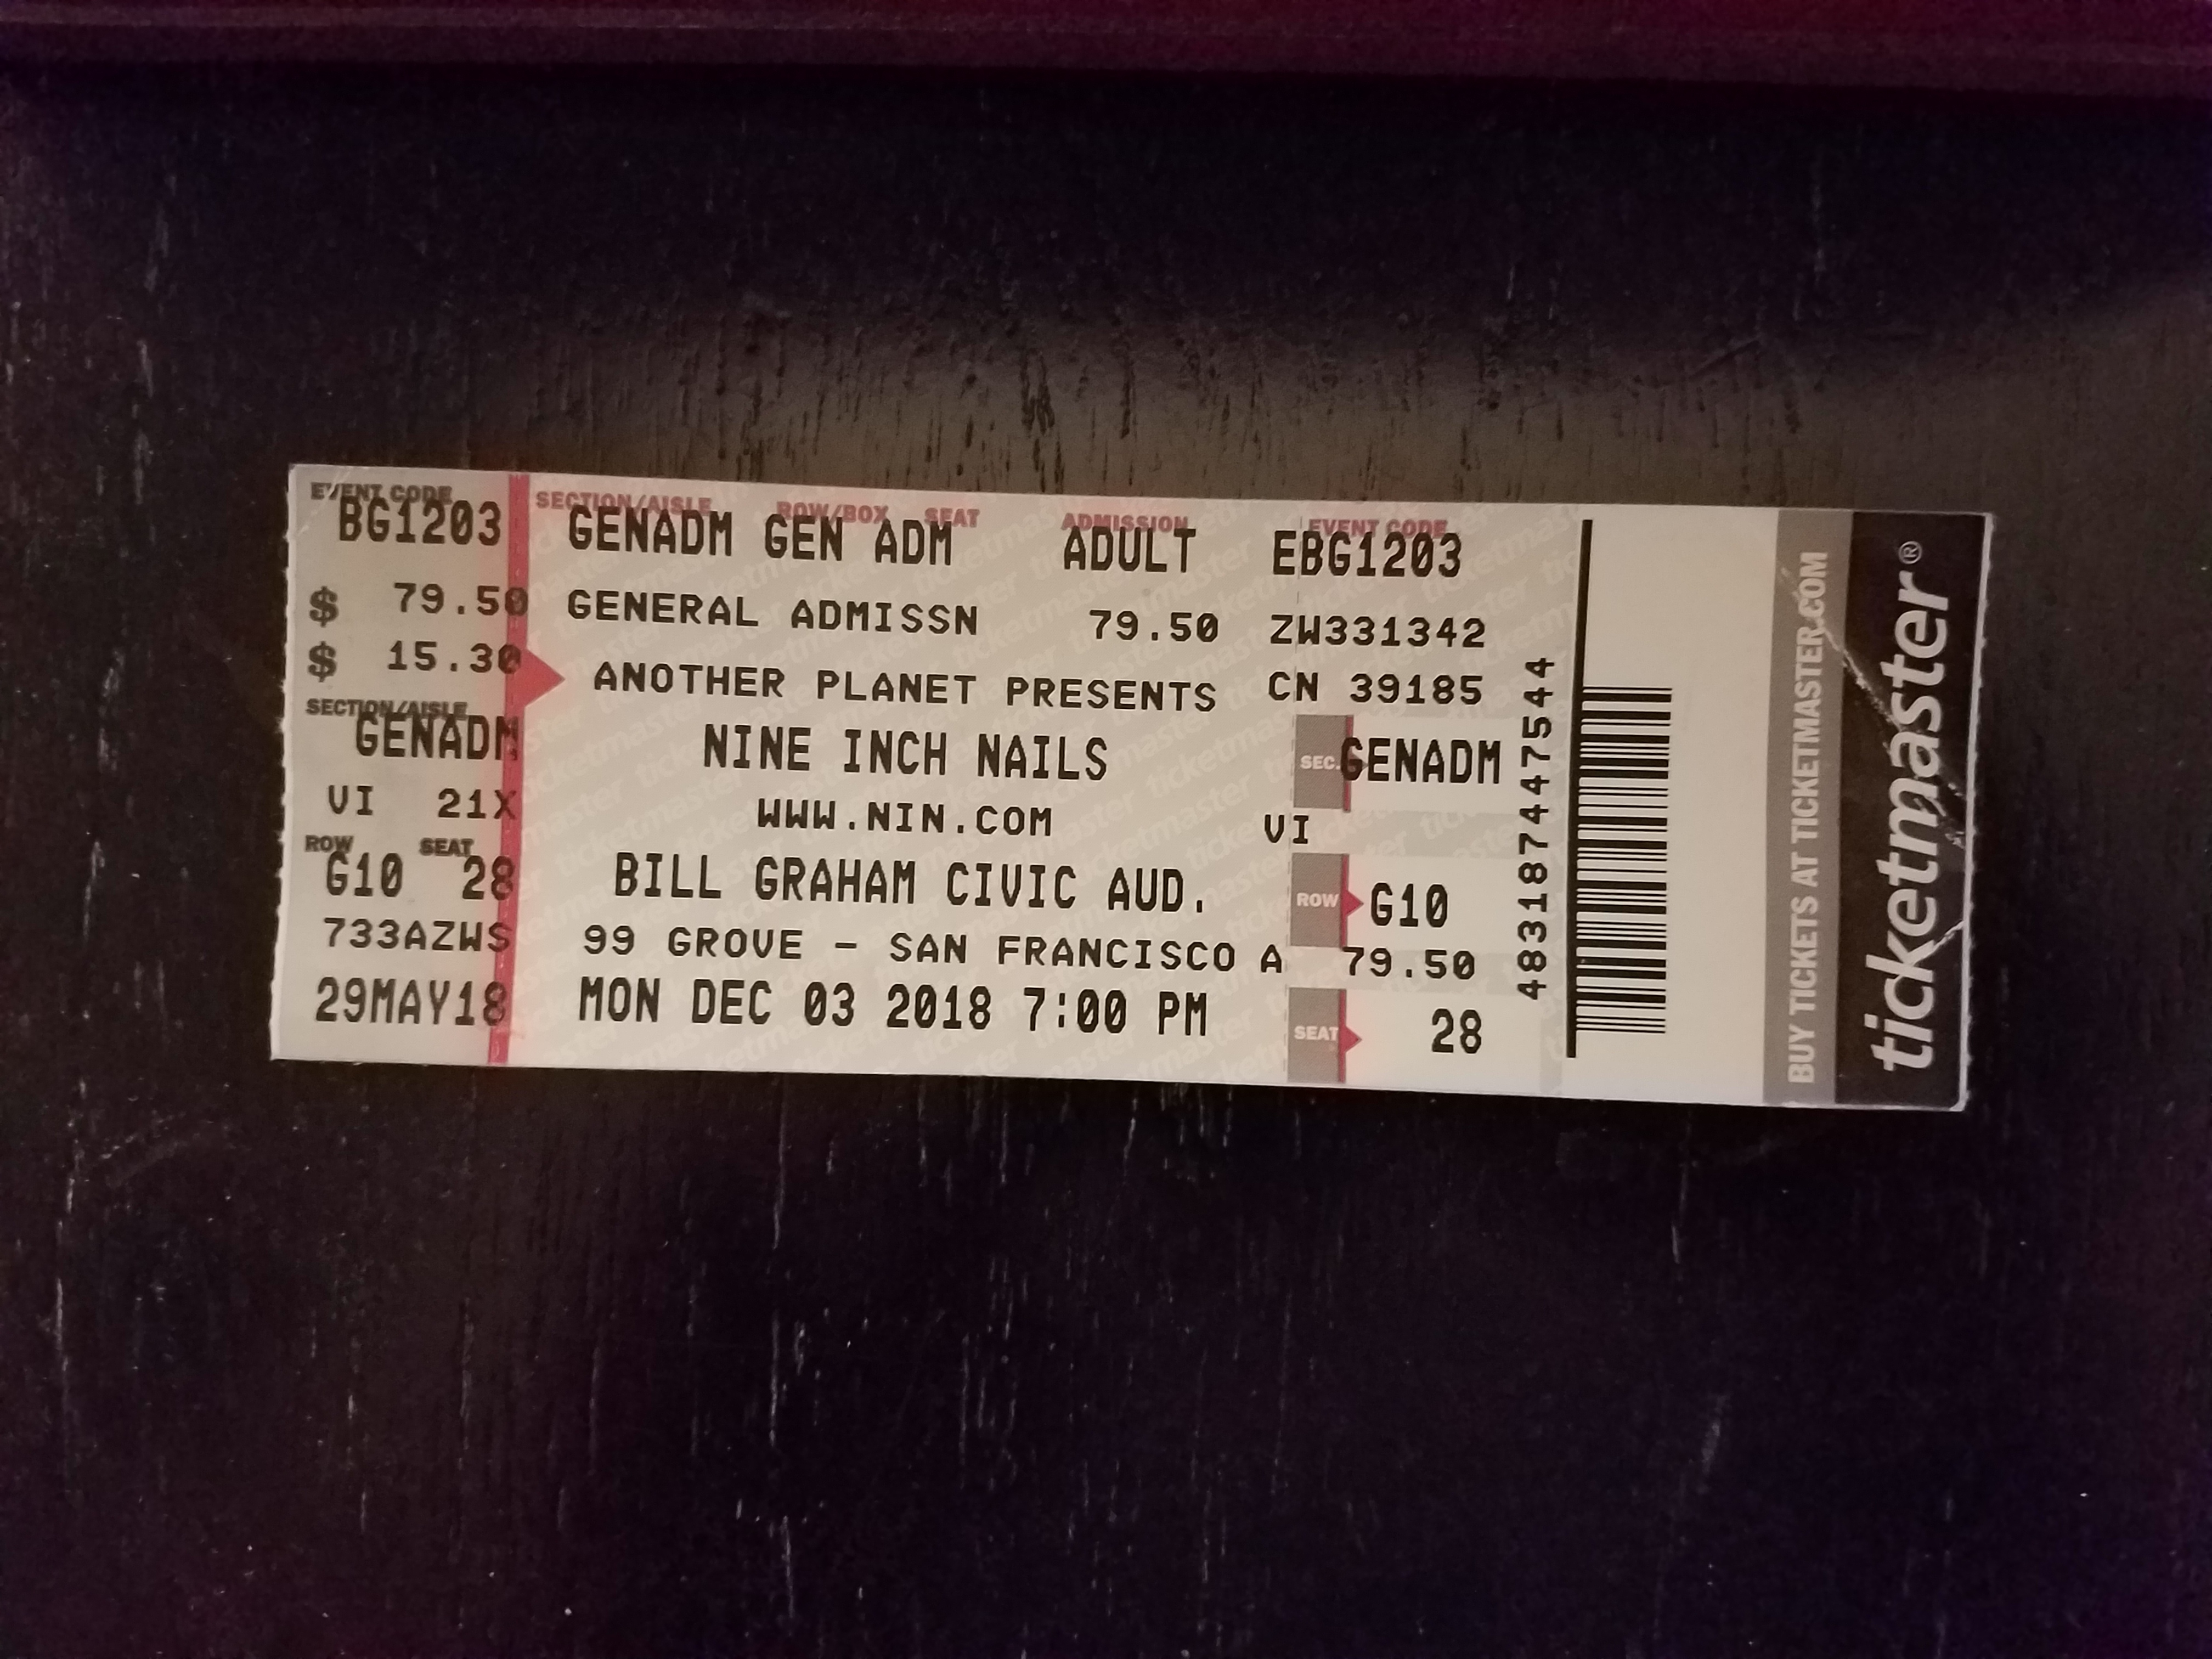 EVENT CODE
BG1203
$ 79.50
$ 15.30
SECTION/AISLE
GENADM
VI 21X
ROW SEAT
G10 28
733AZWS
29MAY18
SECTION/AISLE ROW/BOX SEAT ADMISSION EVENT CODE
GENADM GEN ADM ADULT EBG1203
GENERAL ADMISSN 79.50 ZW331342
ANOTHER PLANET PRESENTS CN 39185
NINE INCH NAILS
WWW.NIN.COM
BILL GRAHAM CIVIC AUD.
99 GROVE - SAN FRANCISCO A
MON DEC 03 2018 7:00 PM
SEC. GENADM
VI
ROW G10
79.50
SEAT 28
483187447544
BUY TICKETS AT TICKETMASTER.COM
ticketmaster®